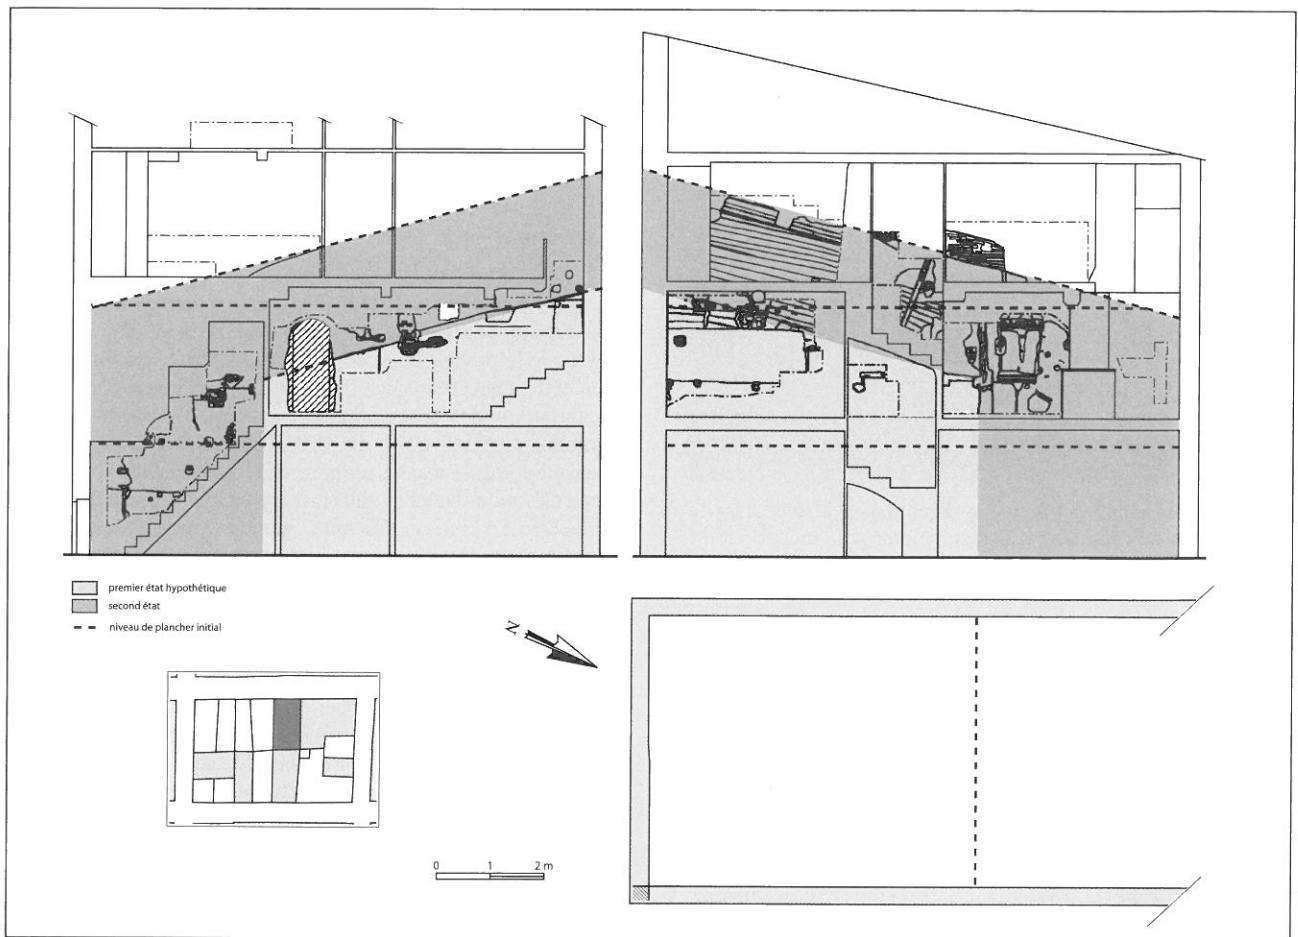 premier état hypothétique
second état
niveau de plancher initial
N
0 1 2 m